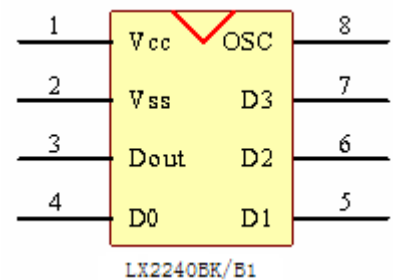 1 Vcc OSC 8
2 Vss D3 7
3 Dout D2 6
4 D0 D1 5
LX2240BK/B1